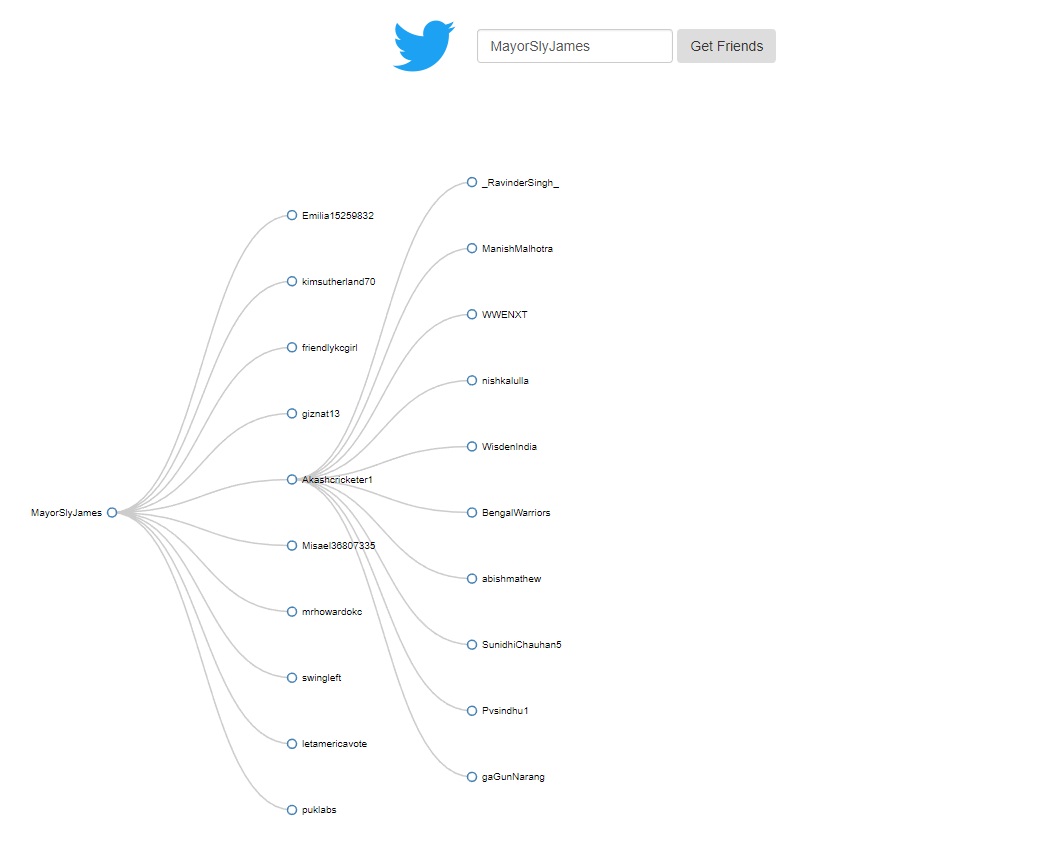 MayorSlyJames
Get Friends
_RavinderSingh_
Emilia15259832
ManishMalhotra
kimsutherland70
WWENXT
friendlykcgirl
nishkalulla
giznat13
WisdenIndia
Akashcricketer1
MayorSlyJames
BengalWarriors
Misael36807335
abishmathew
mrhowardokc
SunidhiChauhan5
swingleft
Pvsindhu1
letamericavote
gaGunNarang
puklabs